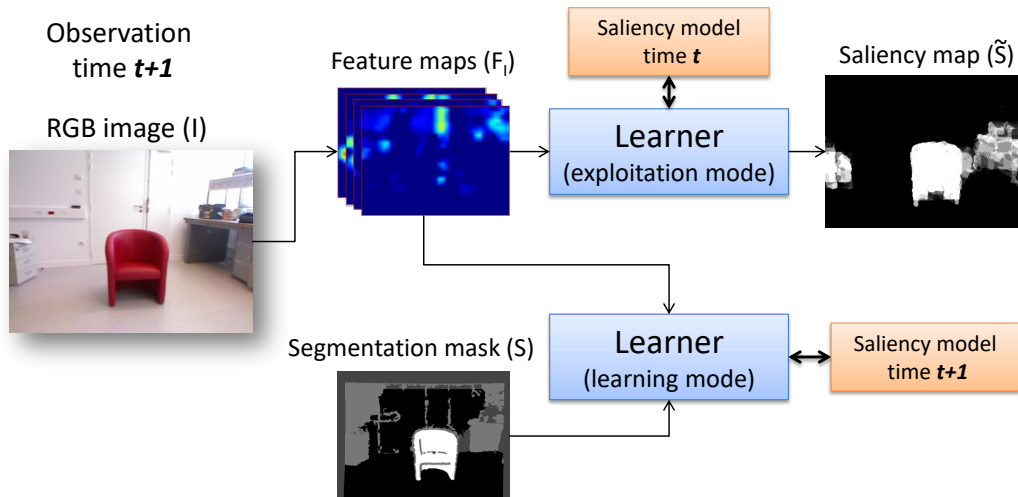 Observation
time t+1
RGB image (I)
Feature maps (F_I)
Saliency model
time t
Learner
(exploitation mode)
Saliency map (S̃)
Segmentation mask (S)
Learner
(learning mode)
Saliency model
time t+1